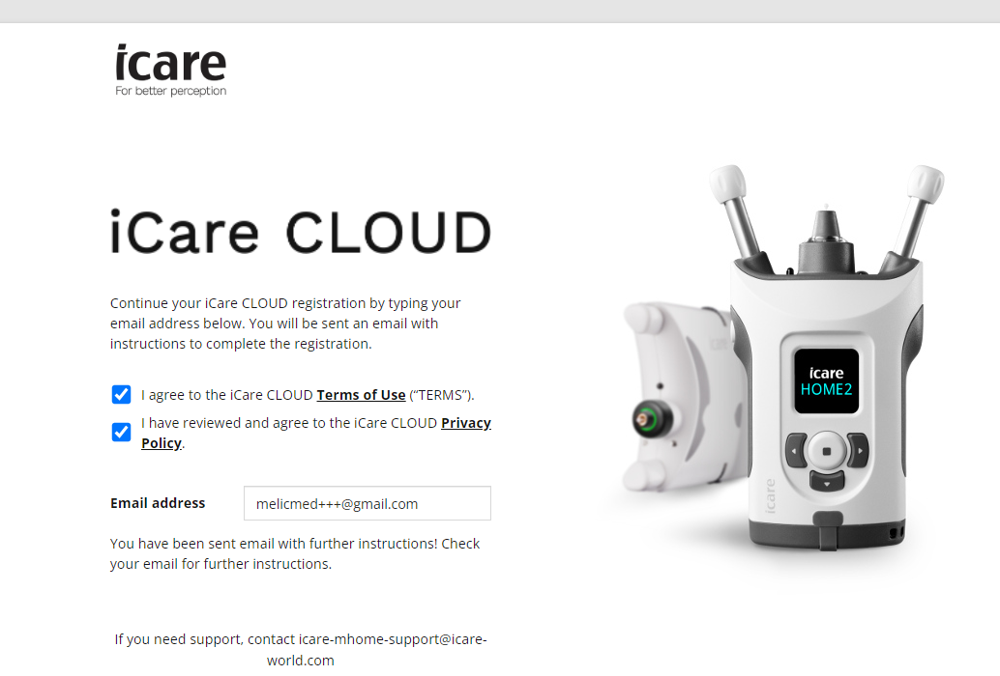 icare
For better perception
iCare CLOUD
Continue your iCare CLOUD registration by typing your
email address below. You will be sent an email with
instructions to complete the registration.
I agree to the iCare CLOUD Terms of Use (“TERMS”).
I have reviewed and agree to the iCare CLOUD Privacy
Policy.
Email address
melicmed+++@gmail.com
You have been sent email with further instructions! Check
your email for further instructions.
If you need support, contact icare-mhome-support@icare-
world.com
icare
HOME2
icare